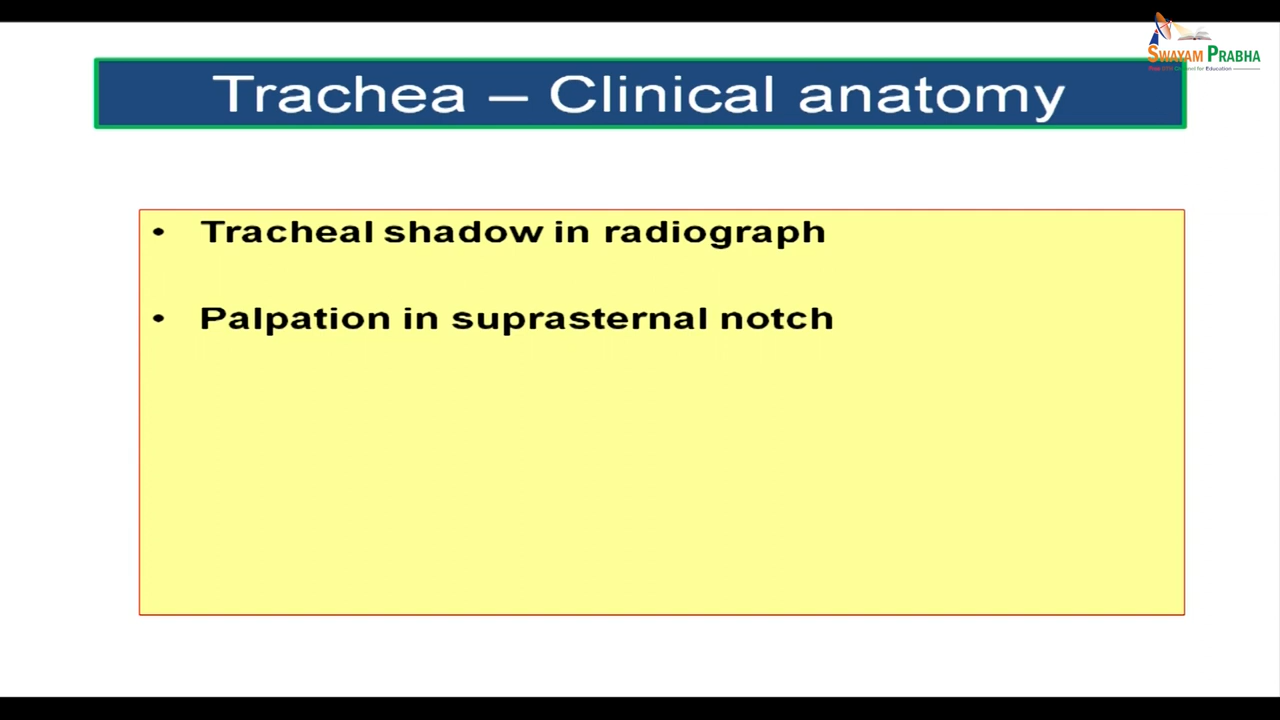 SWAYAM PRABHA
Trachea – Clinical anatomy
• Tracheal shadow in radiograph
• Palpation in suprasternal notch